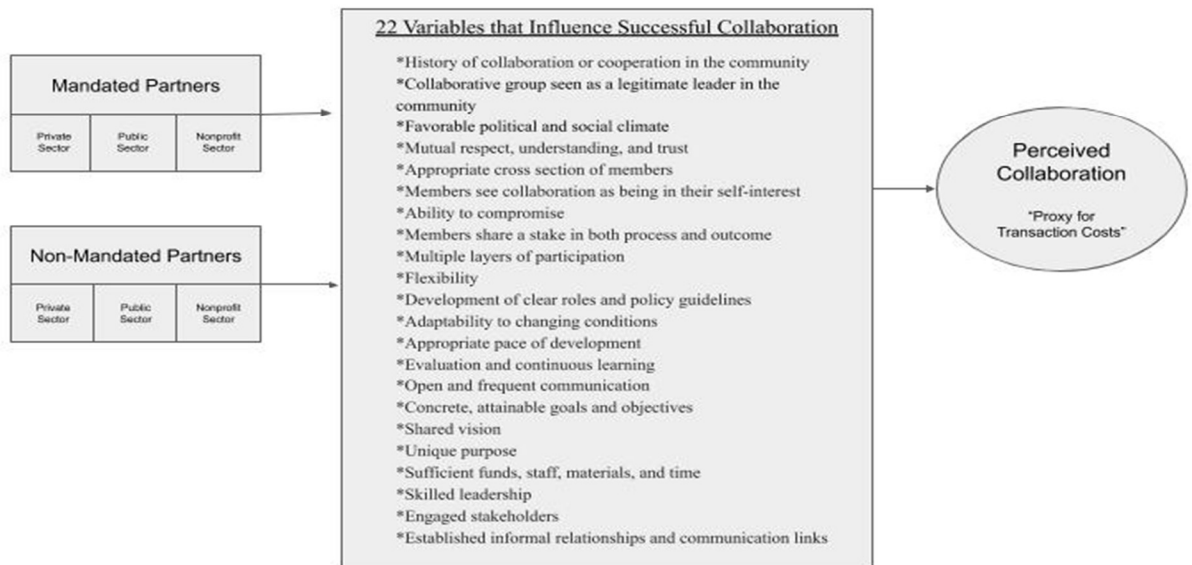 Mandated Partners
Private
Sector
Public
Sector
Nonprofit
Sector
Non-Mandated Partners
Private
Sector
Public
Sector
Nonprofit
Sector
22 Variables that Influence Successful Collaboration
*History of collaboration or cooperation in the community
*Collaborative group seen as a legitimate leader in the
community
*Favorable political and social climate
*Mutual respect, understanding, and trust
*Appropriate cross section of members
*Members see collaboration as being in their self-interest
*Ability to compromise
*Members share a stake in both process and outcome
*Multiple layers of participation
*Flexibility
*Development of clear roles and policy guidelines
*Adaptability to changing conditions
*Appropriate pace of development
*Evaluation and continuous learning
*Open and frequent communication
*Concrete, attainable goals and objectives
*Shared vision
*Unique purpose
*Sufficient funds, staff, materials, and time
*Skilled leadership
*Engaged stakeholders
*Established informal relationships and communication links
Perceived
Collaboration
"Proxy for
Transaction Costs"